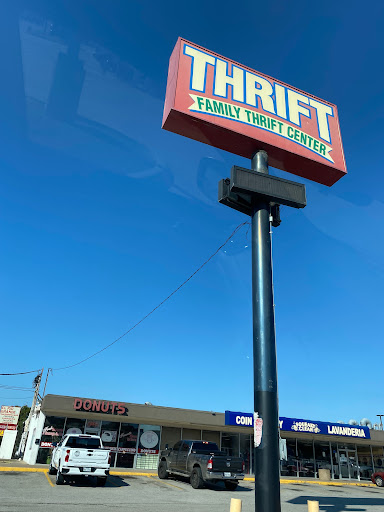 THRIFT
FAMILY THRIFT CENTER
DONUTS
COIN
LAVANDERIA